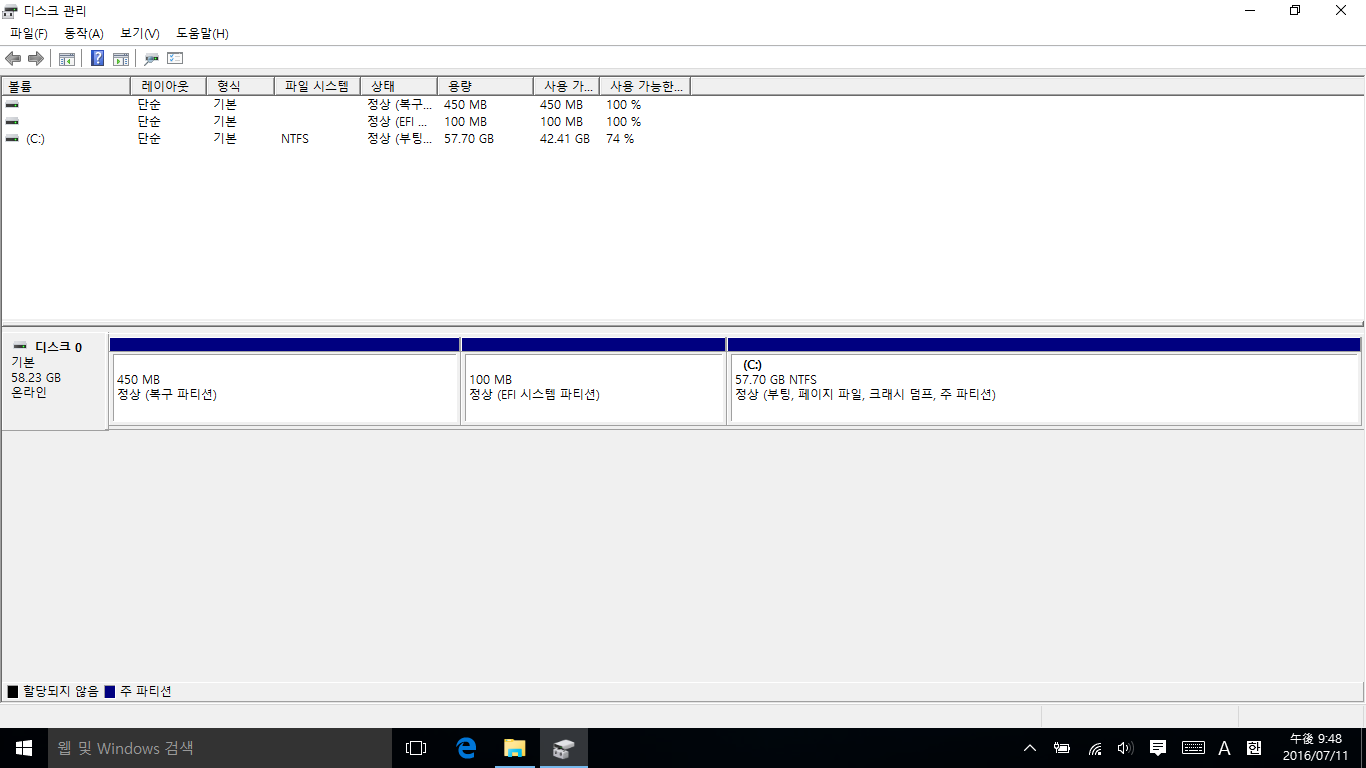 디스크 관리
파일(F) 동작(A) 보기(V) 도움말(H)
볼륨 레이아웃 형식 파일 시스템 상태 용량 사용 가... 사용 가능한...
단순 기본 정상 (복구... 450 MB 450 MB 100 %
단순 기본 정상 (EFI ... 100 MB 100 MB 100 %
(C:) 단순 기본 NTFS 정상 (부팅... 57.70 GB 42.41 GB 74 %
디스크 0
기본
58.23 GB
온라인
450 MB
정상 (복구 파티션)
100 MB
정상 (EFI 시스템 파티션)
(C:)
57.70 GB NTFS
정상 (부팅, 페이지 파일, 크래시 덤프, 주 파티션)
할당되지 않음 주 파티션
웹 및 Windows 검색
A 한
午後 9:48
2016/07/11